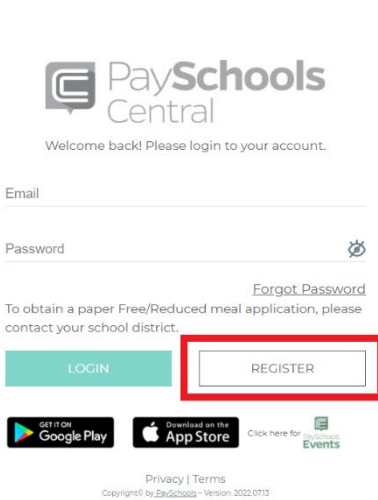 PaySchools
Central
Welcome back! Please login to your account.
Email
Password
Forgot Password
To obtain a paper Free/Reduced meal application, please
contact your school district.
LOGIN
REGISTER
GET IT ON
Google Play
Download on the
App Store
Click here for
PaySchools
Events
Privacy | Terms
Copyright© by PaySchools - Version: 2022.07.13